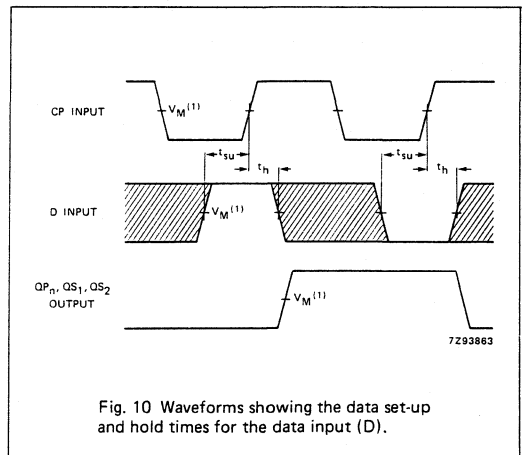 CP INPUT
V_M(1)
t_su
t_h
t_su
t_h
D INPUT
V_M(1)
QP_n, QS_1, QS_2
OUTPUT
V_M(1)
7Z93863
Fig. 10 Waveforms showing the data set-up
and hold times for the data input (D).